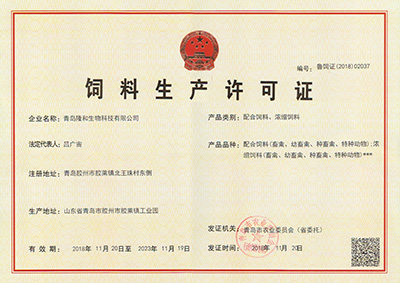 编号：鲁饲证(2018)02037
饲料生产许可证
企业名称：青岛隆和生物科技有限公司
产品类别：配合饲料、浓缩饲料
法定代表人：吕广宙
产品品种：配合饲料(畜禽、幼畜禽、种畜禽、特种动物)；浓
缩饲料(畜禽、幼畜禽、种畜禽、特种动物)***
注册地址：青岛胶州市胶莱镇北王珠村东侧
生产地址：山东省青岛市胶州市胶莱镇工业园
发证机关：青岛市农业委员会（省委托）
有效期：2018年11月20日至2023年11月19日
发证时间：2018年11月20日